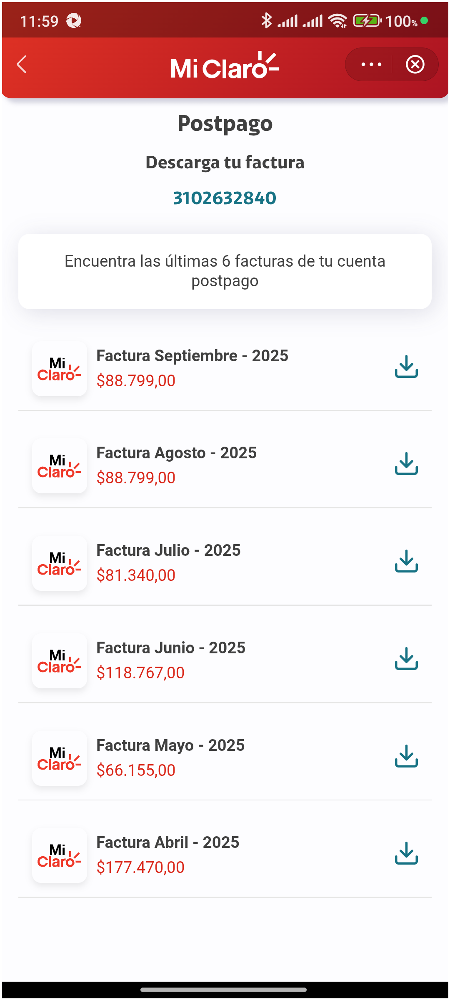 11:59
100%
Mi Claro
Postpago
Descarga tu factura
3102632840
Encuentra las últimas 6 facturas de tu cuenta
postpago
Mi
Claro
Factura Septiembre - 2025
$88.799,00
Mi
Claro
Factura Agosto - 2025
$88.799,00
Mi
Claro
Factura Julio - 2025
$81.340,00
Mi
Claro
Factura Junio - 2025
$118.767,00
Mi
Claro
Factura Mayo - 2025
$66.155,00
Mi
Claro
Factura Abril - 2025
$177.470,00